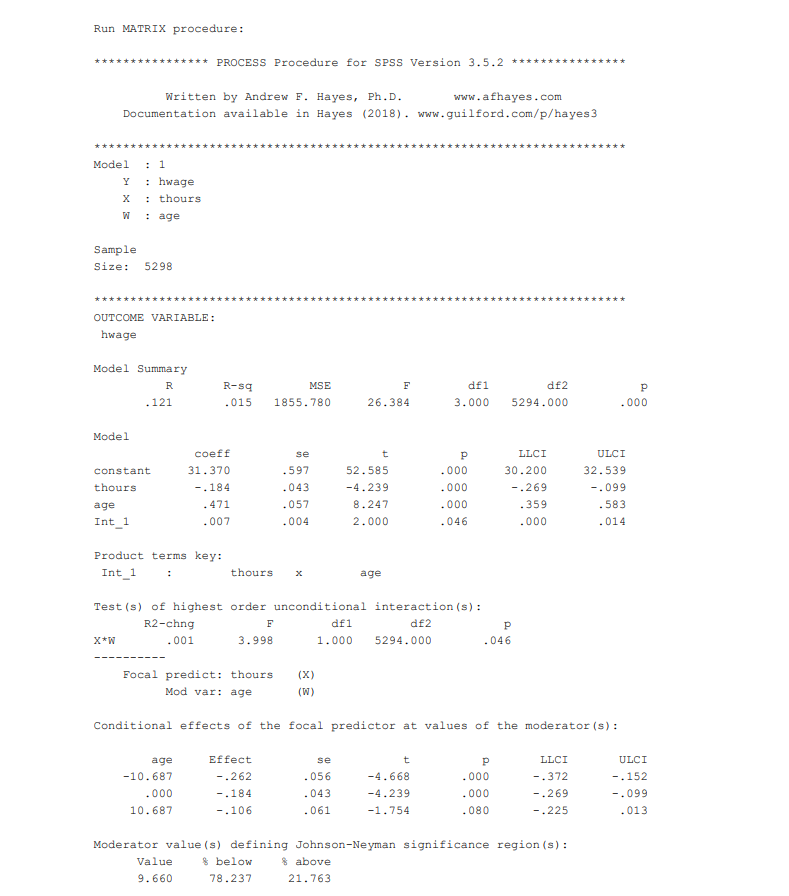 Run MATRIX procedure:
**************** PROCESS Procedure for SPSS Version 3.5.2 ****************
Written by Andrew F. Hayes, Ph.D. www.afhayes.com
Documentation available in Hayes (2018). www.guilford.com/p/hayes3
**************************************************************************
Model : 1
Y : hwage
X : thours
W : age
Sample
Size: 5298
**************************************************************************
OUTCOME VARIABLE:
hwage
Model Summary
R R-sq MSE F df1 df2 p
.121 .015 1855.780 26.384 3.000 5294.000 .000
Model
coeff se t p LLCI ULCI
constant 31.370 .597 52.585 .000 30.200 32.539
thours -.184 .043 -4.239 .000 -.269 -.099
age .471 .057 8.247 .000 .359 .583
Int_1 .007 .004 2.000 .046 .000 .014
Product terms key:
Int_1 : thours x age
Test(s) of highest order unconditional interaction(s):
R2-chng F df1 df2 p
X*W .001 3.998 1.000 5294.000 .046
----------
Focal predict: thours (X)
Mod var: age (W)
Conditional effects of the focal predictor at values of the moderator(s):
age Effect se t p LLCI ULCI
-10.687 -.262 .056 -4.668 .000 -.372 -.152
.000 -.184 .043 -4.239 .000 -.269 -.099
10.687 -.106 .061 -1.754 .080 -.225 .013
Moderator value(s) defining Johnson-Neyman significance region(s):
Value % below % above
9.660 78.237 21.763